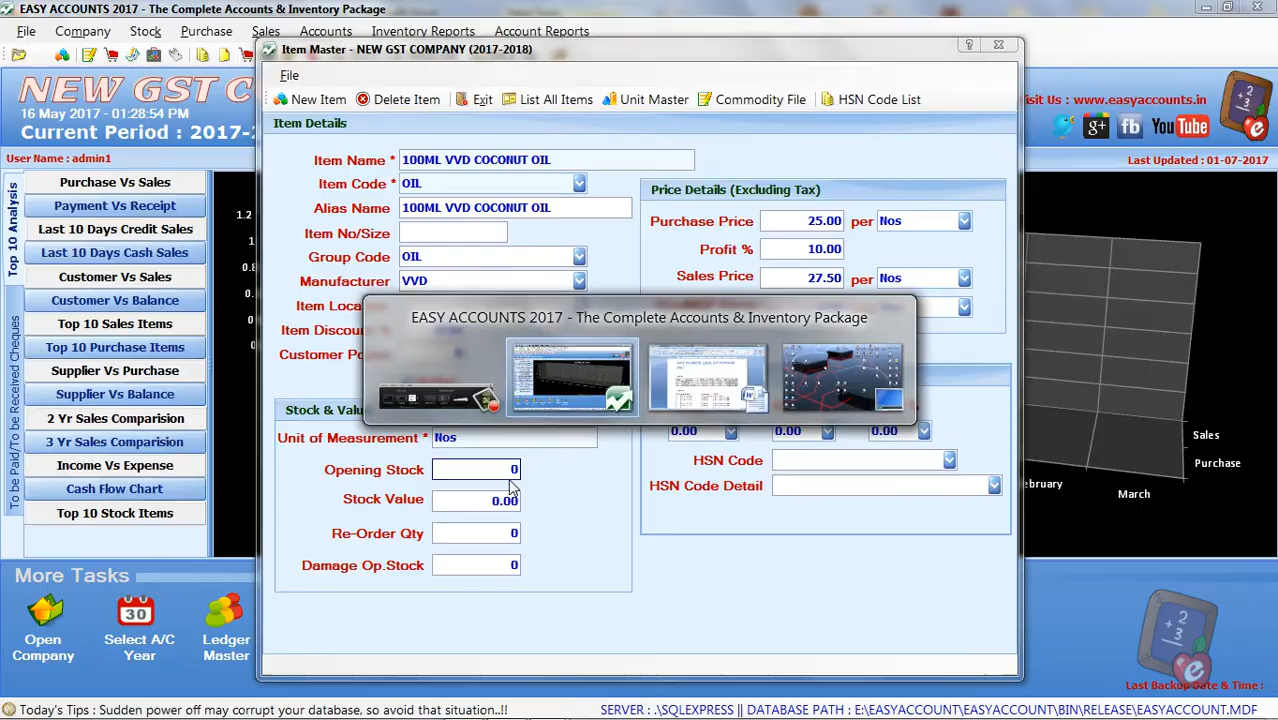 EASY ACCOUNTS 2017 - The Complete Accounts & Inventory Package
File Company Stock Purchase Sales Accounts Inventory Reports Account Reports
NEW GST C
16 May 2017 - 01:28:54 PM
Current Period : 2017-
User Name : admin1
Visit Us : www.easyaccounts.in
g+ fb You Tube
Last Updated : 01-07-2017
Top 10 Analysis
To be Paid/To be Received Cheques
Purchase Vs Sales
Payment Vs Receipt
Last 10 Days Credit Sales
Last 10 Days Cash Sales
Customer Vs Sales
Customer Vs Balance
Top 10 Sales Items
Top 10 Purchase Items
Supplier Vs Purchase
Supplier Vs Balance
2 Yr Sales Comparision
3 Yr Sales Comparision
Income Vs Expense
Cash Flow Chart
Top 10 Stock Items
1.2
0.
0.
0.
0.
Item Master - NEW GST COMPANY (2017-2018)
File
New Item Delete Item Exit List All Items Unit Master Commodity File HSN Code List
Item Details
Item Name * 100ML VVD COCONUT OIL
Item Code * OIL
Alias Name 100ML VVD COCONUT OIL
Item No/Size
Group Code OIL
Manufacturer VVD
Item Loca
Item Discou
Customer Po
Price Details (Excluding Tax)
Purchase Price 25.00 per Nos
Profit % 10.00
Sales Price 27.50 per Nos
EASY ACCOUNTS 2017 - The Complete Accounts & Inventory Package
Stock & Valu
Unit of Measurement * Nos
Opening Stock 0
Stock Value 0.00
Re-Order Qty 0
Damage Op.Stock 0
0.00 0.00 0.00
HSN Code
HSN Code Detail
Sales
Purchase
ebruary
March
More Tasks
Open Company
30
Select A/C Year
Ledger Master
Last Backup Date & Time :
Today's Tips : Sudden power off may corrupt your database, so avoid that situation..!!
SERVER : .\SQLEXPRESS || DATABASE PATH : E:\EASYACCOUNT\EASYACCOUNT\BIN\RELEASE\EASYACCOUNT.MDF